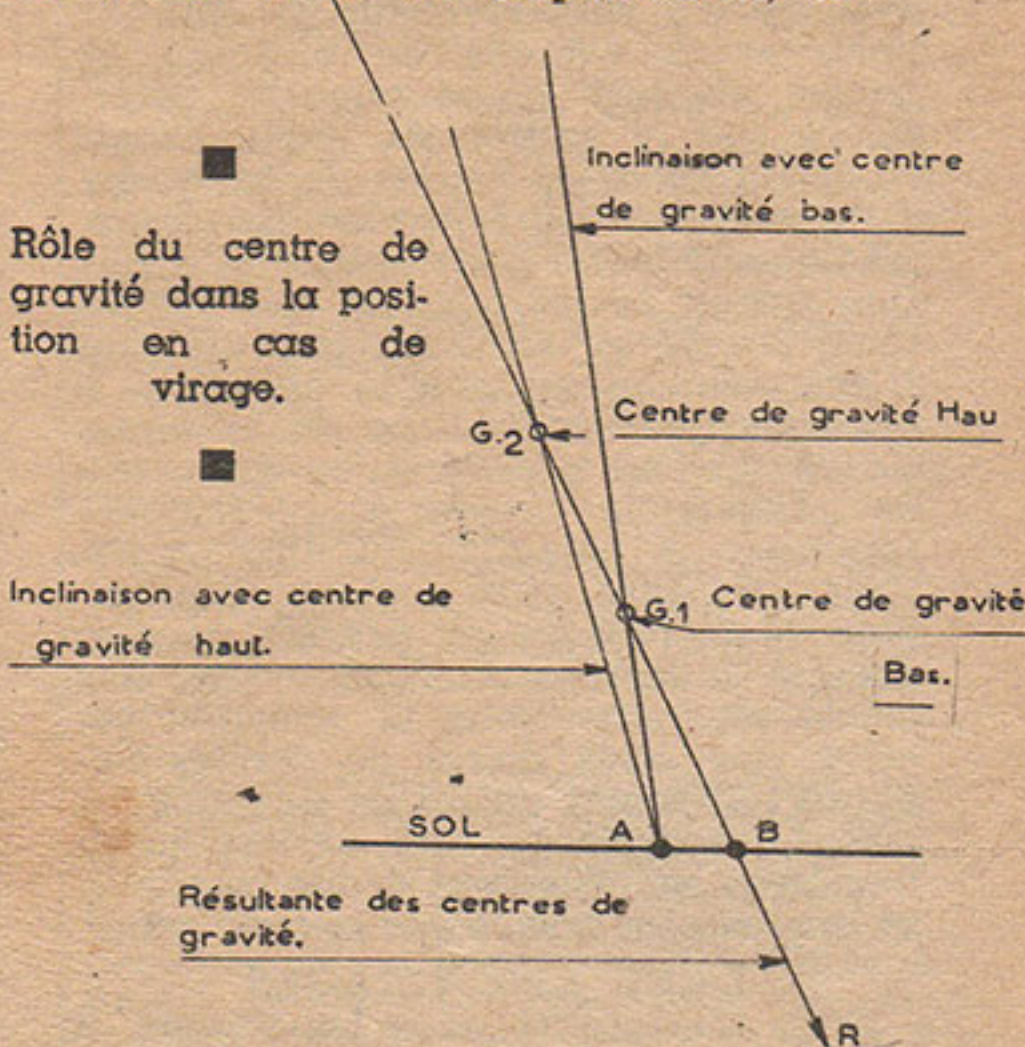 Inclinaison avec centre
de gravité bas.
Rôle du centre de
gravité dans la posi-
tion en cas de
virage.
Centre de gravité Hau
G.2
Inclinaison avec centre de
gravité haut.
G.1
Centre de gravité
Bas.
SOL
A
B
Résultante des centres de
gravité.
R